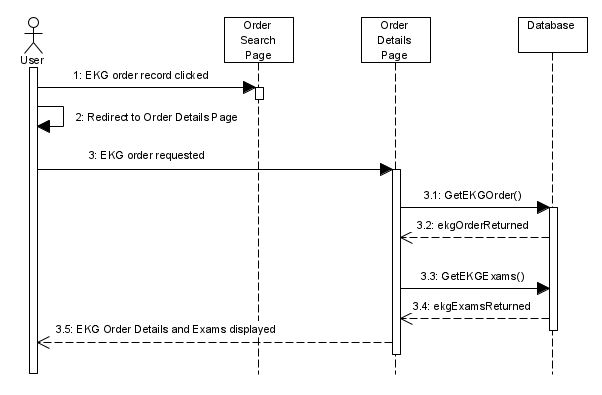 Order
Search
Page
Order
Details
Page
Database
User
1: EKG order record clicked
2: Redirect to Order Details Page
3: EKG order requested
3.1: GetEKGOrder()
3.2: ekgOrderReturned
3.3: GetEKGExams()
3.4: ekgExamsReturned
3.5: EKG Order Details and Exams displayed